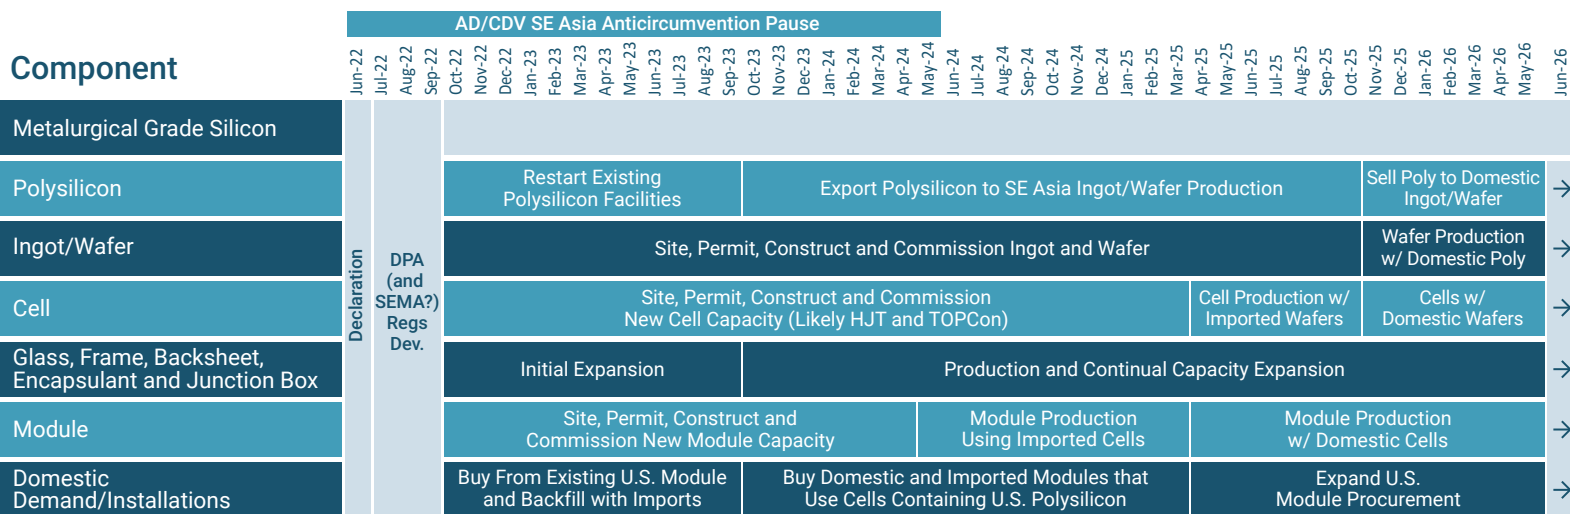 AD/CDV SE Asia Anticircumvention Pause
Component
Jun-22
Jul-22
Aug-22
Sep-22
Oct-22
Nov-22
Dec-22
Jan-23
Feb-23
Mar-23
Apr-23
May-23
Jun-23
Jul-23
Aug-23
Sep-23
Oct-23
Nov-23
Dec-23
Jan-24
Feb-24
Mar-24
Apr-24
May-24
Jun-24
Jul-24
Aug-24
Sep-24
Oct-24
Nov-24
Dec-24
Jan-25
Feb-25
Mar-25
Apr-25
May-25
Jun-25
Jul-25
Aug-25
Sep-25
Oct-25
Nov-25
Dec-25
Jan-26
Feb-26
Mar-26
Apr-26
May-26
Jun-26
Declaration
DPA
(and
SEMA?)
Regs
Dev.
Metalurgical Grade Silicon
Polysilicon
Restart Existing
Polysilicon Facilities
Export Polysilicon to SE Asia Ingot/Wafer Production
Sell Poly to Domestic
Ingot/Wafer
Ingot/Wafer
Site, Permit, Construct and Commission Ingot and Wafer
Wafer Production
w/ Domestic Poly
Cell
Site, Permit, Construct and Commission
New Cell Capacity (Likely HJT and TOPCon)
Cell Production w/
Imported Wafers
Cells w/
Domestic Wafers
Glass, Frame, Backsheet,
Encapsulant and Junction Box
Initial Expansion
Production and Continual Capacity Expansion
Module
Site, Permit, Construct and
Commission New Module Capacity
Module Production
Using Imported Cells
Module Production
w/ Domestic Cells
Domestic
Demand/Installations
Buy From Existing U.S. Module
and Backfill with Imports
Buy Domestic and Imported Modules that
Use Cells Containing U.S. Polysilicon
Expand U.S.
Module Procurement